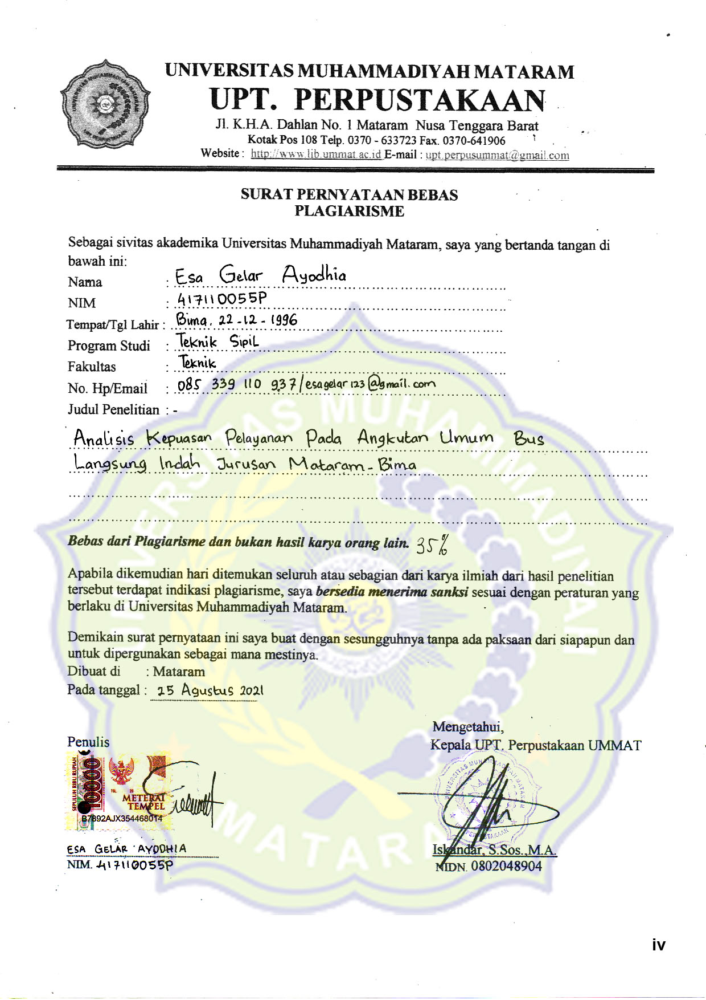 UNIVERSITAS MUHAMMADIYAH MATARAM
UPT. PERPUSTAKAAN
Jl. K.H.A. Dahlan No. 1 Mataram Nusa Tenggara Barat
Kotak Pos 108 Telp. 0370 - 633723 Fax. 0370-641906
Website : http://www.lib.ummat.ac.id E-mail : upt.perpusummat@gmail.com
SURAT PERNYATAAN BEBAS
PLAGIARISME
Sebagai sivitas akademika Universitas Muhammadiyah Mataram, saya yang bertanda tangan di
bawah ini:
Nama : Esa Gelar Ayodhia
NIM : 417110055P
Tempat/Tgl Lahir : Bima, 22-12-1996
Program Studi : Teknik Sipil
Fakultas : Teknik
No. Hp/Email : 085 339 110 937/esagelar123@gmail.com
Judul Penelitian : -
Analisis Kepuasan Pelayanan Pada Angkutan Umum Bus
Langsung Indah Jurusan Mataram-Bima
Bebas dari Plagiarisme dan bukan hasil karya orang lain. 35%
Apabila dikemudian hari ditemukan seluruh atau sebagian dari karya ilmiah dari hasil penelitian
tersebut terdapat indikasi plagiarisme, saya bersedia menerima sanksi sesuai dengan peraturan yang
berlaku di Universitas Muhammadiyah Mataram.
Demikain surat pernyataan ini saya buat dengan sesungguhnya tanpa ada paksaan dari siapapun dan
untuk dipergunakan sebagai mana mestinya.
Dibuat di : Mataram
Pada tanggal : 25 Agustus 2021
Mengetahui,
Penulis
Kepala UPT. Perpustakaan UMMAT
SEPULUH RIBU RUPIAH
10000
TGL. 20
METERAI
TEMPEL
B7B92AJX354468014
ESA GELAR AYODHIA
NIM. 417110055P
Iskandar, S.Sos.,M.A.
NIDN. 0802048904
iv